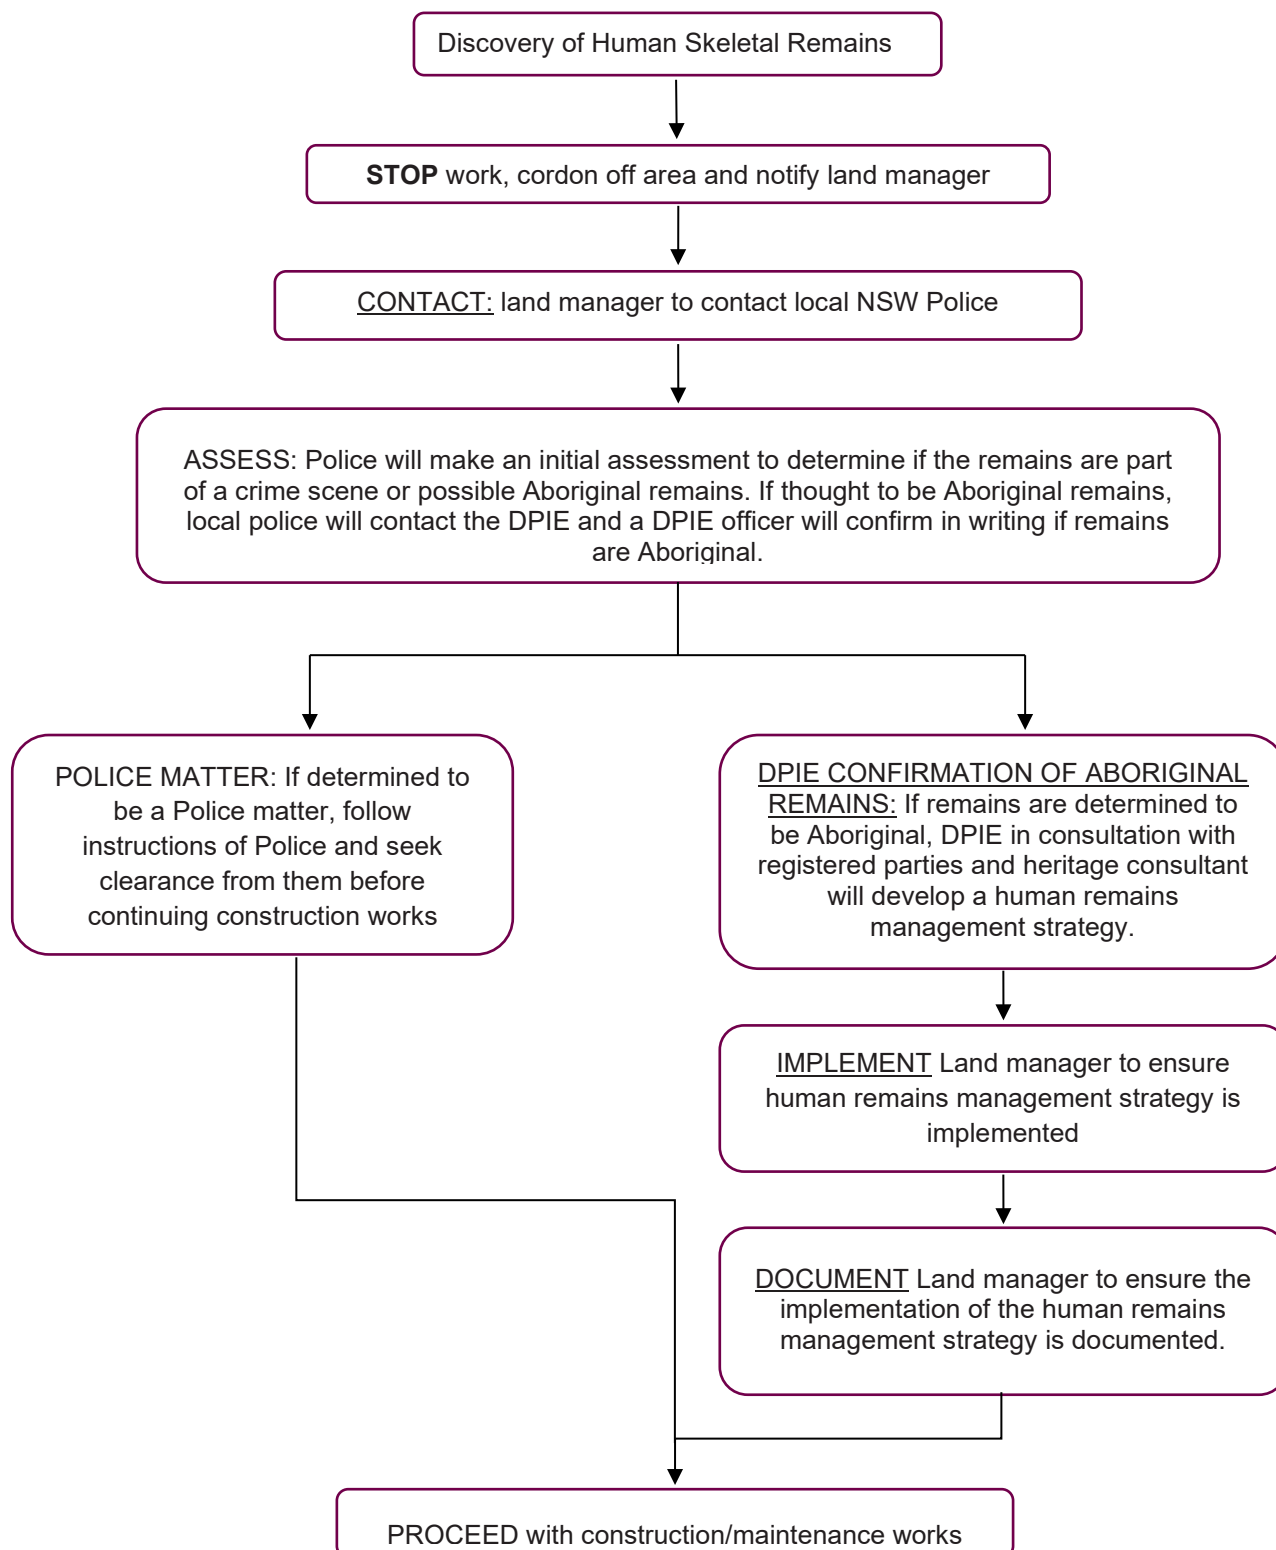 Discovery of Human Skeletal Remains
STOP work, cordon off area and notify land manager
CONTACT: land manager to contact local NSW Police
ASSESS: Police will make an initial assessment to determine if the remains are part
of a crime scene or possible Aboriginal remains. If thought to be Aboriginal remains,
local police will contact the DPIE and a DPIE officer will confirm in writing if remains
are Aboriginal.
POLICE MATTER: If determined to
be a Police matter, follow
instructions of Police and seek
clearance from them before
continuing construction works
DPIE CONFIRMATION OF ABORIGINAL
REMAINS: If remains are determined to
be Aboriginal, DPIE in consultation with
registered parties and heritage consultant
will develop a human remains
management strategy.
IMPLEMENT Land manager to ensure
human remains management strategy is
implemented
DOCUMENT Land manager to ensure the
implementation of the human remains
management strategy is documented.
PROCEED with construction/maintenance works